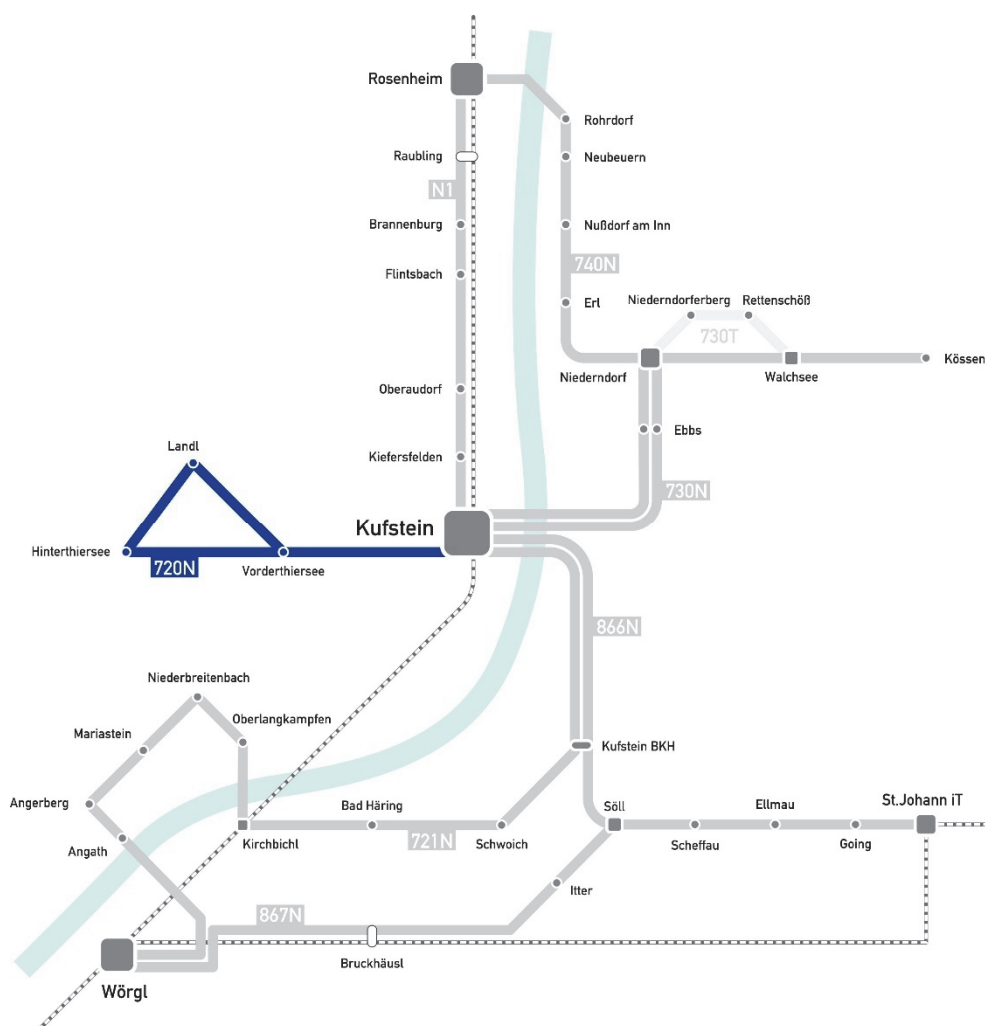 Rosenheim
Rohrdorf
Raubling
Neubeuern
N1
Brannenburg
Nußdorf am Inn
740N
Flintsbach
Erl
Niederndorferberg
Rettenschöß
730T
Niederndorf
Walchsee
Kössen
Oberaudorf
Ebbs
Landl
Kiefersfelden
730N
Kufstein
Hinterthiersee
720N
Vorderthiersee
866N
Niederbreitenbach
Oberlangkampfen
Mariastein
Kufstein BKH
Angerberg
Bad Häring
Söll
Ellmau
St.Johann iT
Angath
Kirchbichl
721N
Schwoich
Scheffau
Going
Itter
867N
Bruckhäusl
Wörgl